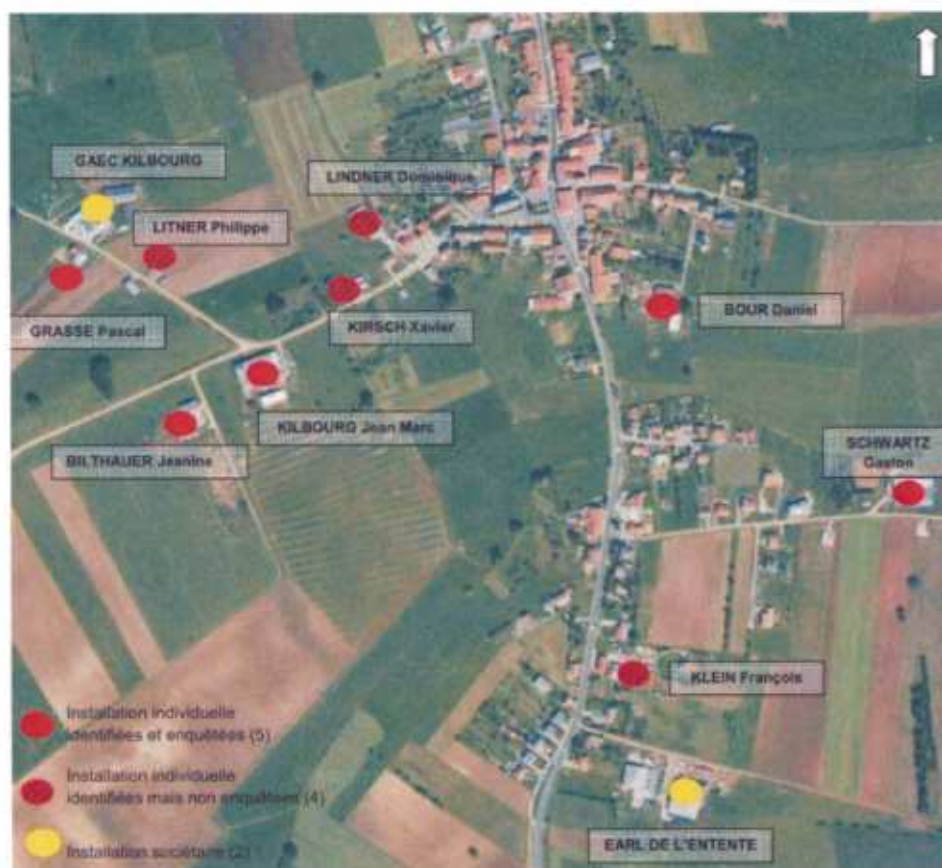 GAEC KILBOURG
LINDNER Dominique
LITNER Philippe
GRASSE Pascal
KIRSCH Xavier
BOUR Daniel
KILBOURG Jean Marc
BILTHAUER Jeanine
SCHWARTZ
Gaston
KLEIN François
Installation individuelle
identifiées et enquêtées (5)
Installation individuelle
identifiées mais non enquêtées (4)
Installation sociétaire (2)
EARL DE L'ENTENTE